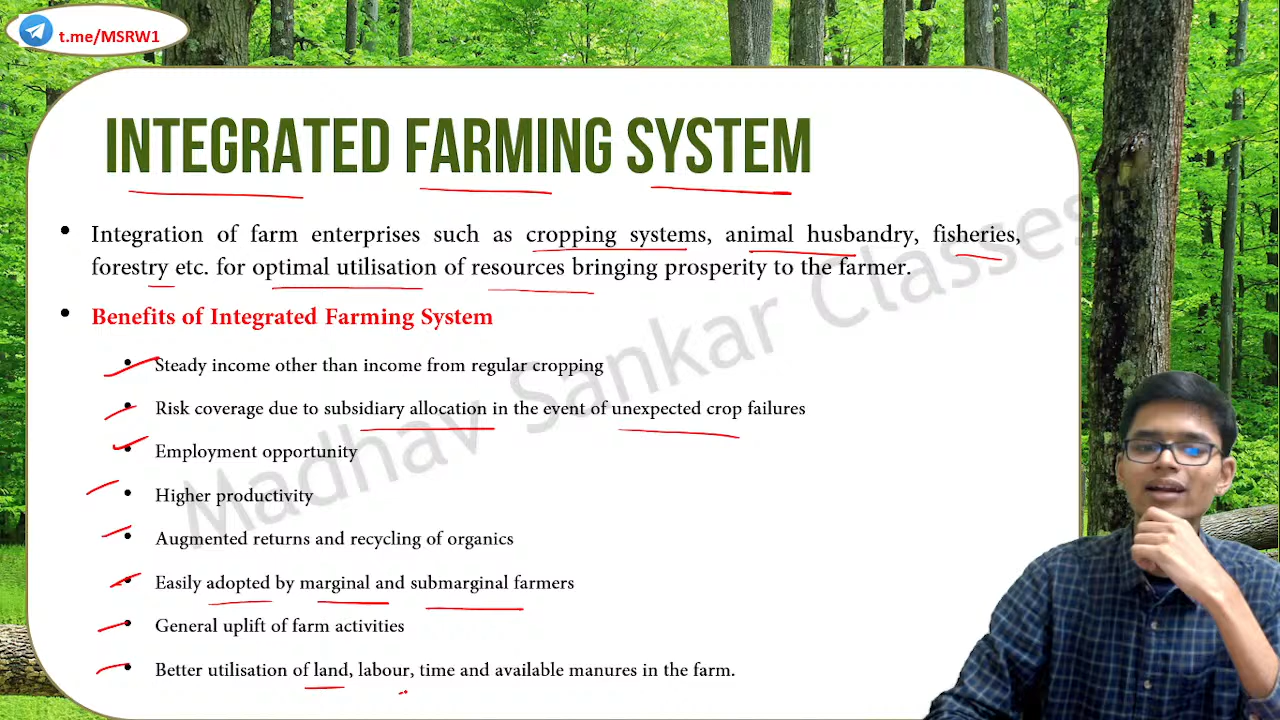 t.me/MSRW1
INTEGRATED FARMING SYSTEM
• Integration of farm enterprises such as cropping systems, animal husbandry, fisheries,
forestry etc. for optimal utilisation of resources bringing prosperity to the farmer.
• Benefits of Integrated Farming System
• Steady income other than income from regular cropping
• Risk coverage due to subsidiary allocation in the event of unexpected crop failures
• Employment opportunity
• Higher productivity
• Augmented returns and recycling of organics
• Easily adopted by marginal and submarginal farmers
• General uplift of farm activities
• Better utilisation of land, labour, time and available manures in the farm.
Madhav Sankar Classes